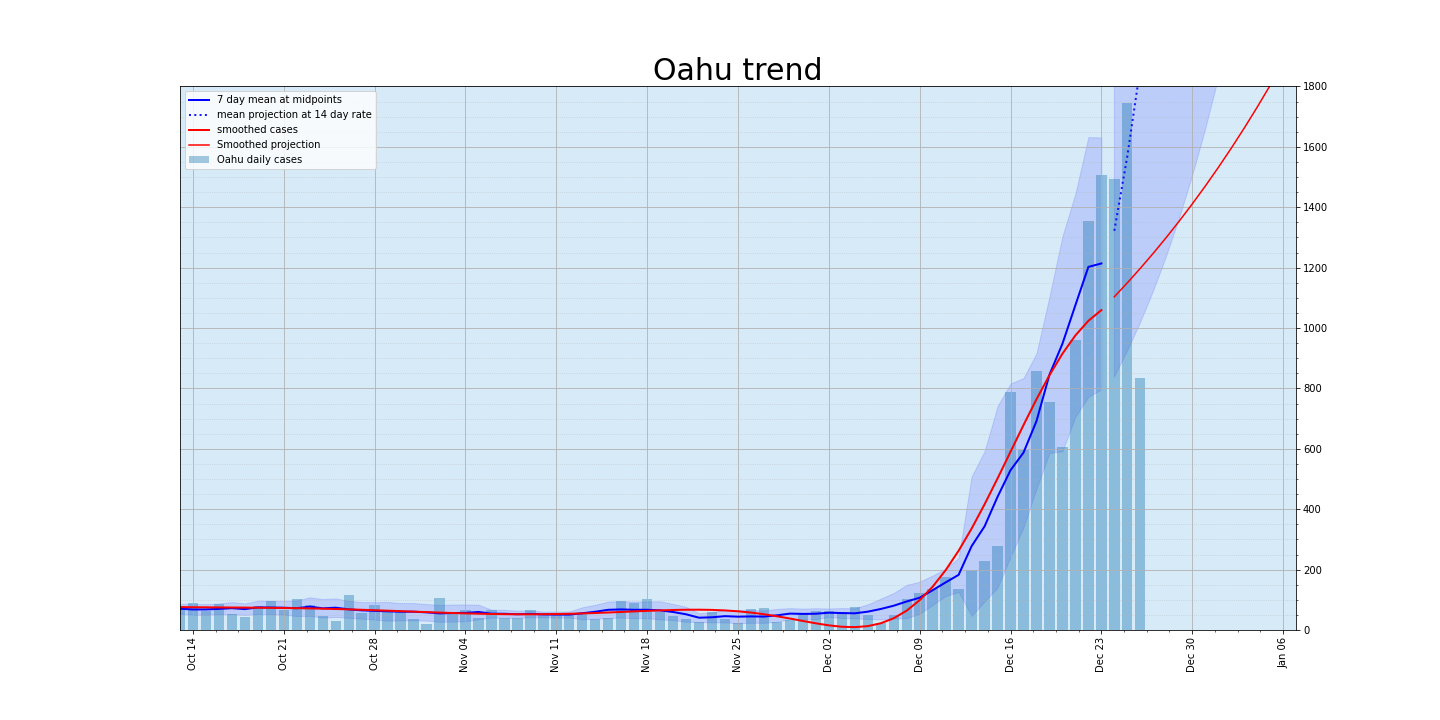 Oahu trend
7 day mean at midpoints
mean projection at 14 day rate
smoothed cases
Smoothed projection
Oahu daily cases
1800
1600
1400
1200
1000
800
600
400
200
0
Oct 14
Oct 21
Oct 28
Nov 04
Nov 11
Nov 18
Nov 25
Dec 02
Dec 09
Dec 16
Dec 23
Dec 30
Jan 06